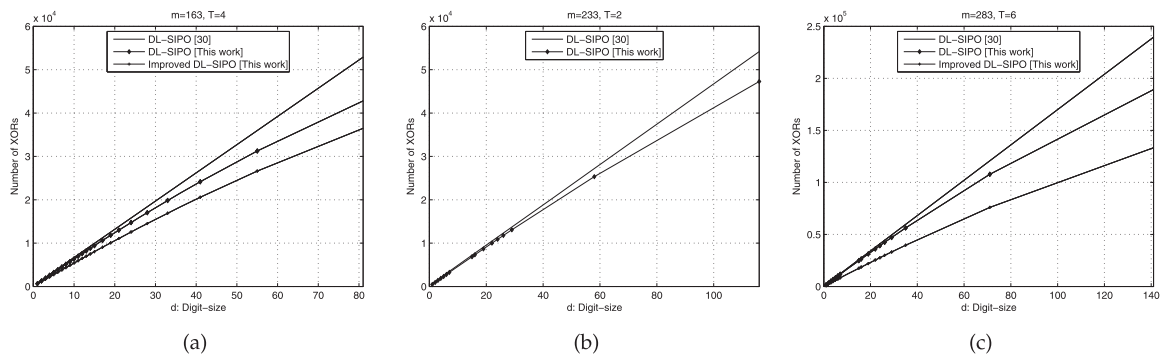 m=163, T=4
x 10^4
6
5
4
3
2
1
0
Number of XORs
DL−SIPO [30]
DL−SIPO [This work]
Improved DL−SIPO [This work]
0 10 20 30 40 50 60 70 80
d: Digit−size
(a)
m=233, T=2
x 10^4
6
5
4
3
2
1
0
Number of XORs
DL−SIPO [30]
DL−SIPO [This work]
0 20 40 60 80 100
d: Digit−size
(b)
m=283, T=6
x 10^5
2.5
2
1.5
1
0.5
0
Number of XORs
DL−SIPO [30]
DL−SIPO [This work]
Improved DL−SIPO [This work]
0 20 40 60 80 100 120 140
d: Digit−size
(c)